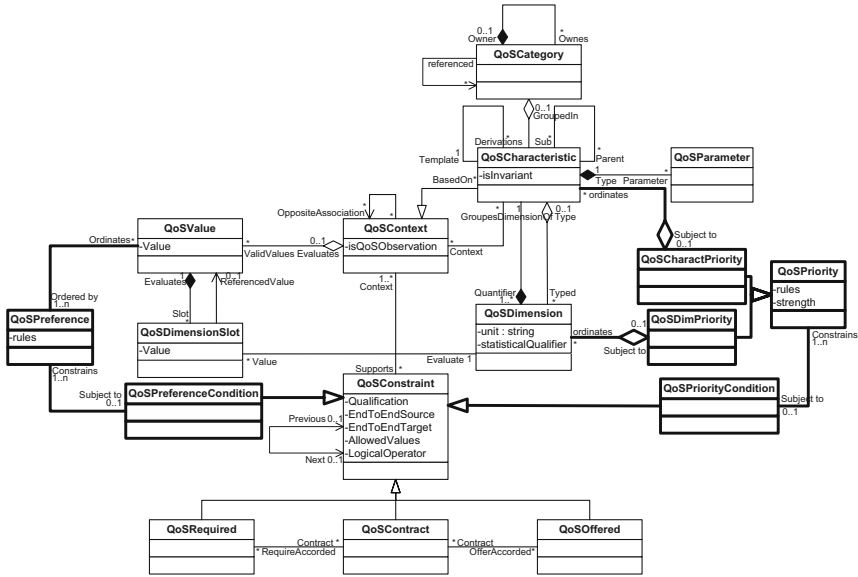 0..1
*
Owner
Ownes
QoSCategory
referenced
*
0..1
GroupedIn
Derivations
*
Sub
*
1
Template
*
Parent
QoSCharacteristic
-isInvariant
QoSParameter
1
*
Type
Parameter
BasedOn*
* ordinates
OppositeAssociation
*
GroupesDimensionOfType
*
1
0..1
QoSContext
-isQoSObservation
*
Context
QoSValue
-Value
Ordinates*
*
ValidValues
0..1
Evaluates
Subject to
0..1
QoSCharactPriority
QoSPriority
-rules
-strength
Evaluates
1
0..1
ReferencedValue
1..*
Context
Quantifier
1..*
Typed
*
Ordered by
1..n
Slot
*
QoSPreference
-rules
QoSDimensionSlot
-Value
QoSDimension
-unit : string
-statisticalQualifier
ordinates
*
0..1
Subject to
QoSDimPriority
Constrains
1..n
* Value
Evaluate 1
Constrains
1..n
Supports
*
Subject to
0..1
QoSPreferenceCondition
QoSConstraint
-Qualification
-EndToEndSource
-EndToEndTarget
-AllowedValues
-LogicalOperator
Previous 0..1
Next 0..1
QoSPriorityCondition
Subject to
0..1
QoSRequired
QoSContract
QoSOffered
Contract *
* RequireAccorded
*Contract
OfferAccorded*